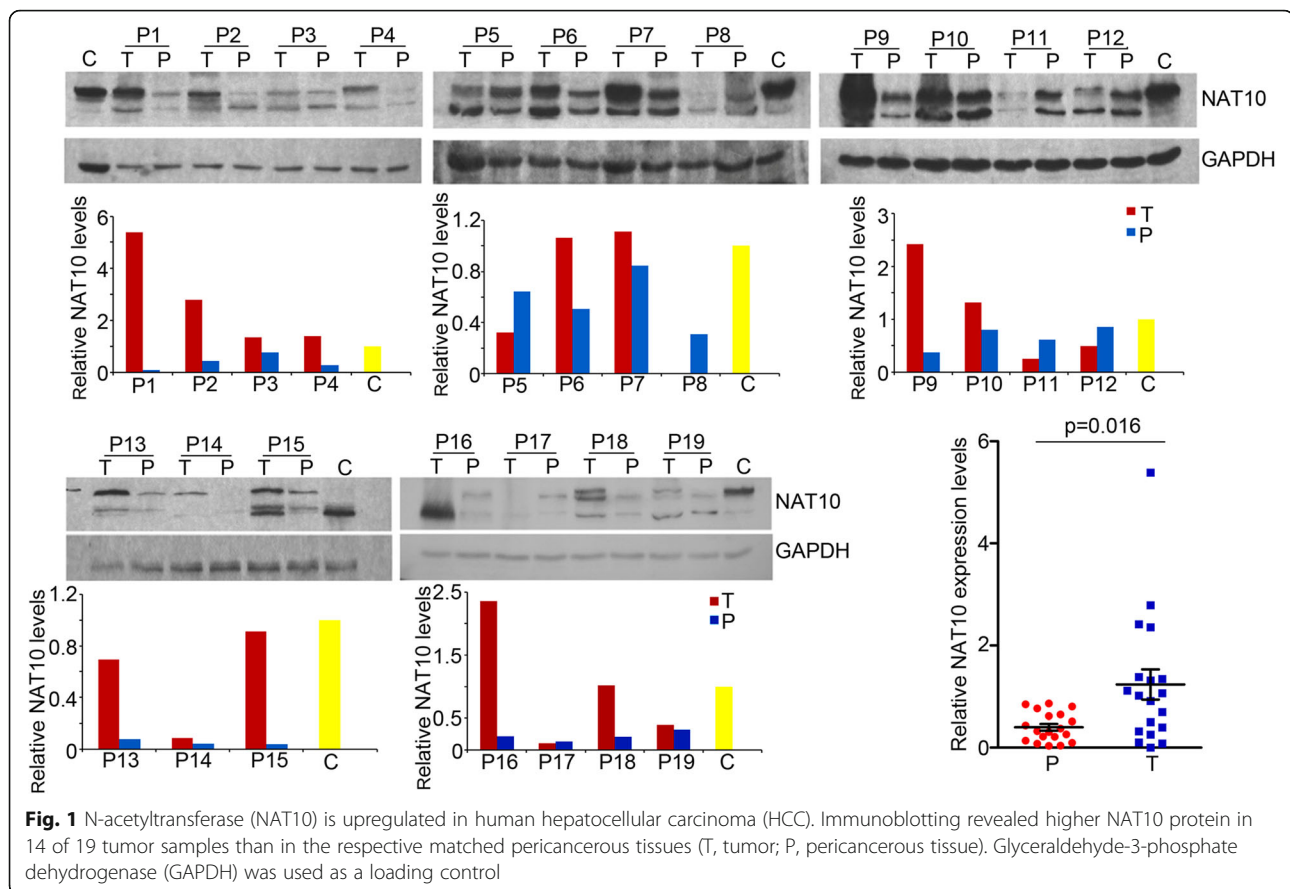 P1 P2 P3 P4
C T P T P T P T P
P5 P6 P7 P8
T P T P T P T P C
P9 P10 P11 P12
T P T P T P T P C
NAT10
GAPDH
Relative NAT10 levels
6
4
2
0
P1 P2 P3 P4 C
Relative NAT10 levels
1.2
0.8
0.4
0
P5 P6 P7 P8 C
Relative NAT10 levels
3
2
1
0
T
P
P9 P10 P11 P12 C
P13 P14 P15
T P T P T P C
P16 P17 P18 P19
T P T P T P T P C
NAT10
GAPDH
Relative NAT10 levels
1.2
0.8
0.4
0
P13 P14 P15 C
Relative NAT10 levels
2.5
1.5
0.5
0
T
P
P16 P17 P18 P19 C
p=0.016
Relative NAT10 expression levels
6
4
2
0
P T
Fig. 1 N-acetyltransferase (NAT10) is upregulated in human hepatocellular carcinoma (HCC). Immunoblotting revealed higher NAT10 protein in
14 of 19 tumor samples than in the respective matched pericancerous tissues (T, tumor; P, pericancerous tissue). Glyceraldehyde-3-phosphate
dehydrogenase (GAPDH) was used as a loading control